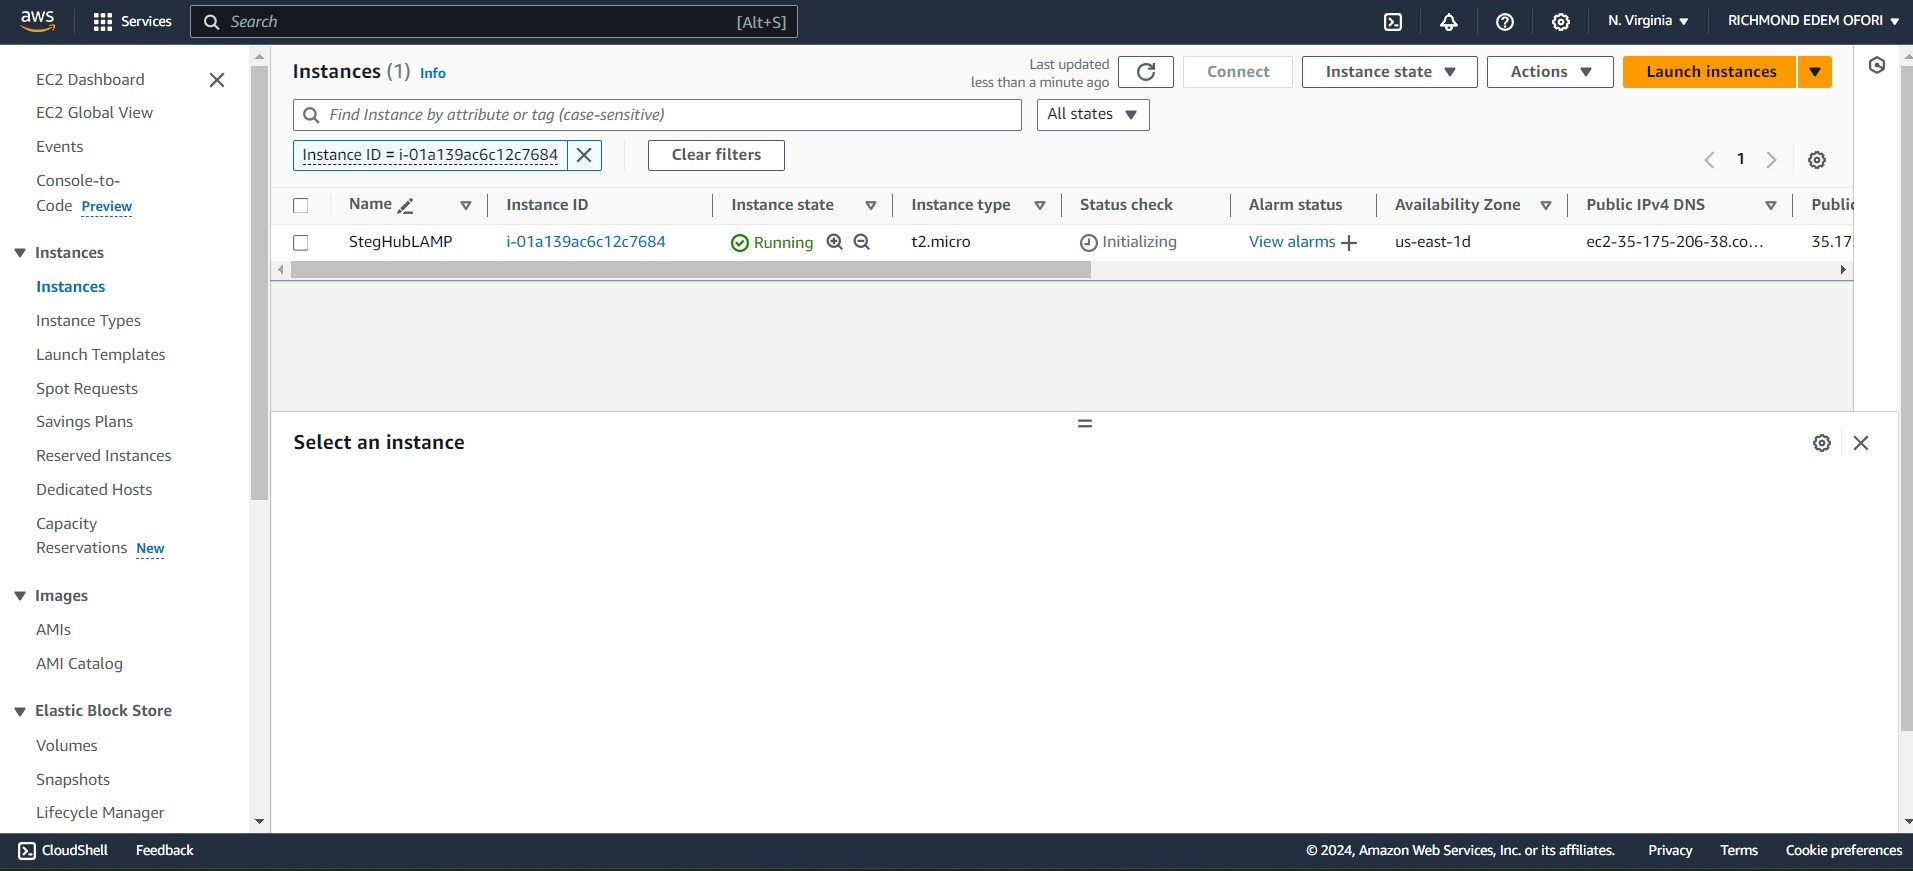 aws
Services
Search
[Alt+S]
N. Virginia
RICHMOND EDEM OFORI
EC2 Dashboard
EC2 Global View
Events
Console-to-
Code Preview
Instances
Instances
Instance Types
Launch Templates
Spot Requests
Savings Plans
Reserved Instances
Dedicated Hosts
Capacity
Reservations New
Images
AMIs
AMI Catalog
Elastic Block Store
Volumes
Snapshots
Lifecycle Manager
Instances (1) Info
Last updated
less than a minute ago
Connect
Instance state
Actions
Launch instances
Find Instance by attribute or tag (case-sensitive)
All states
Instance ID = i-01a139ac6c12c7684
Clear filters
1
Name Instance ID Instance state Instance type Status check Alarm status Availability Zone Public IPv4 DNS Public
StegHubLAMP i-01a139ac6c12c7684 Running t2.micro Initializing View alarms + us-east-1d ec2-35-175-206-38.co... 35.17
Select an instance
CloudShell
Feedback
© 2024, Amazon Web Services, Inc. or its affiliates.
Privacy
Terms
Cookie preferences